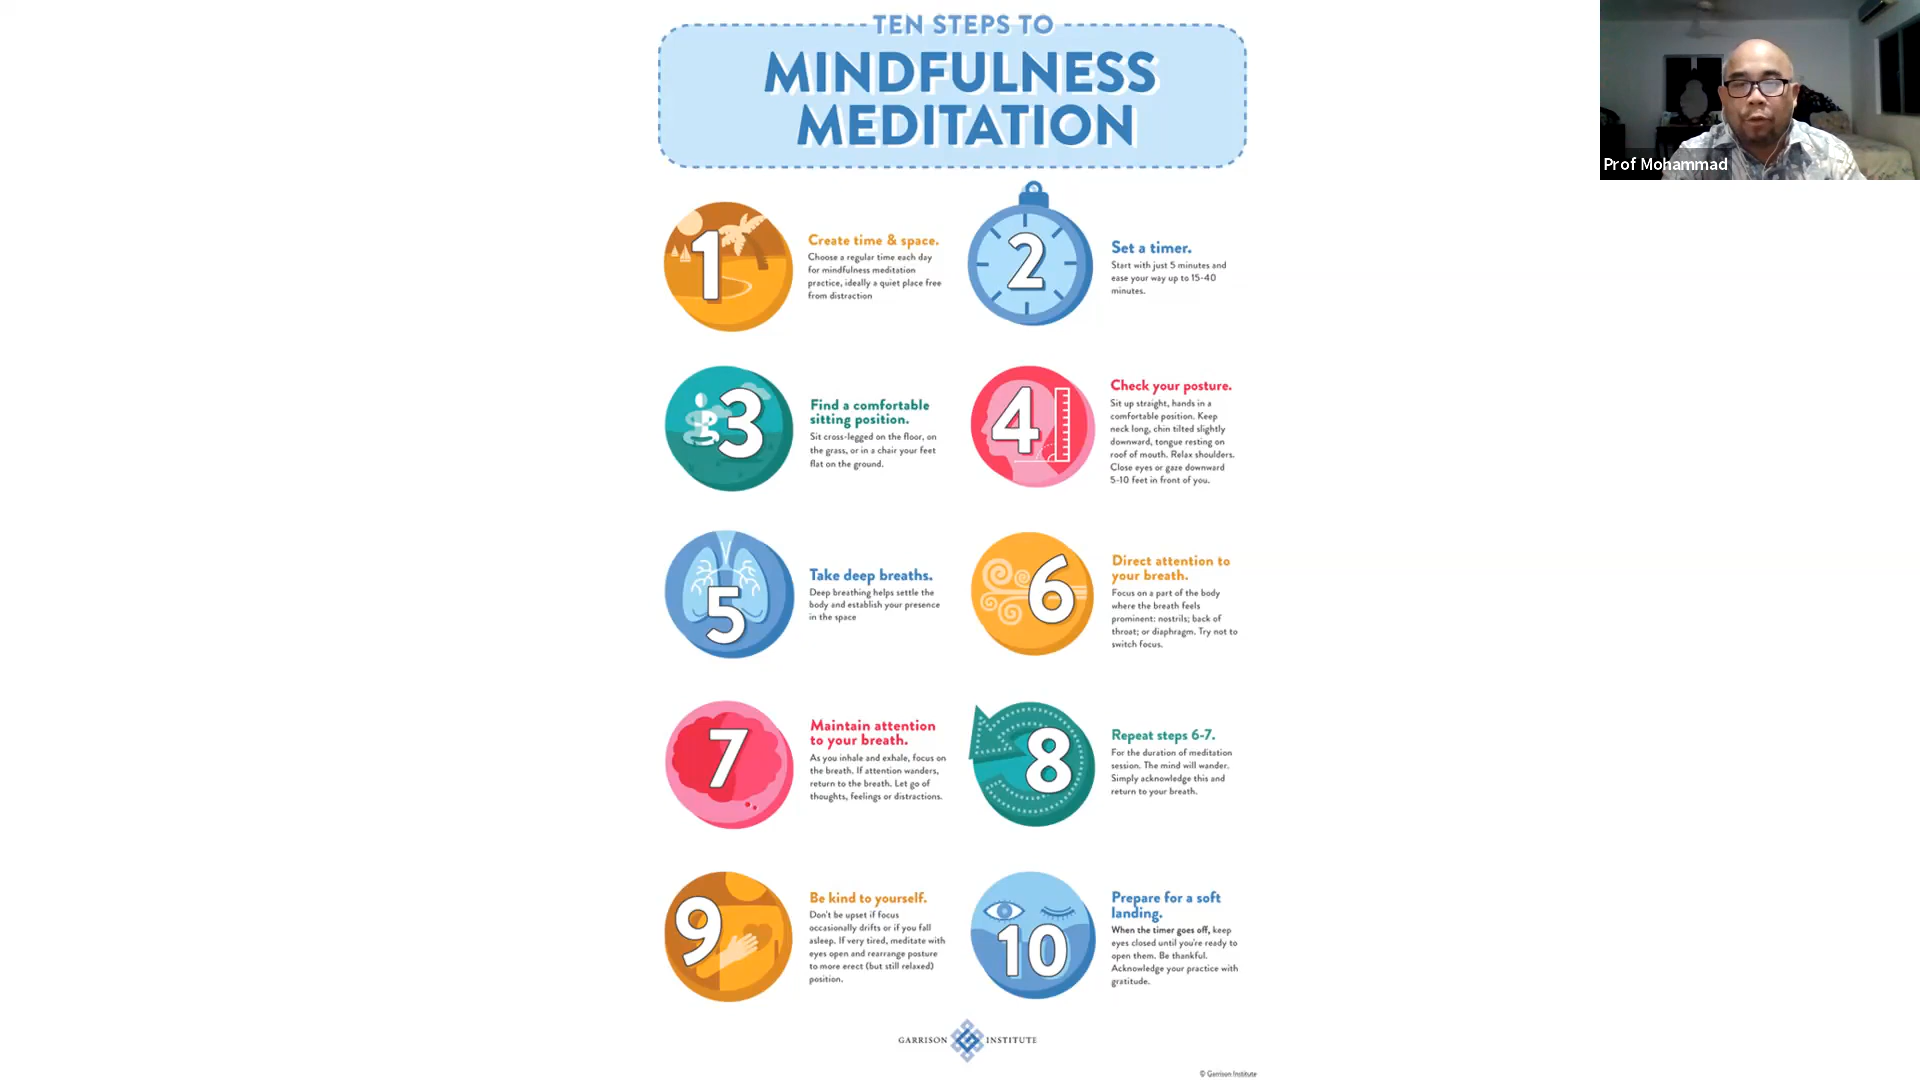 TEN STEPS TO
MINDFULNESS
MEDITATION
1
Create time & space.
Choose a regular time each day
for mindfulness meditation
practice, ideally a quiet place free
from distraction
2
Set a timer.
Start with just 5 minutes and
ease your way up to 15-40
minutes.
3
Find a comfortable
sitting position.
Sit cross-legged on the floor, on
the grass, or in a chair your feet
flat on the ground.
4
Check your posture.
Sit up straight, hands in a
comfortable position. Keep
neck long, chin tilted slightly
downward, tongue resting on
roof of mouth. Relax shoulders.
Close eyes or gaze downward
5-10 feet in front of you.
5
Take deep breaths.
Deep breathing helps settle the
body and establish your presence
in the space
6
Direct attention to
your breath.
Focus on a part of the body
where the breath feels
prominent: nostrils; back of
throat; or diaphragm. Try not to
switch focus.
7
Maintain attention
to your breath.
As you inhale and exhale, focus on
the breath. If attention wanders,
return to the breath. Let go of
thoughts, feelings or distractions.
8
Repeat steps 6-7.
For the duration of meditation
session. The mind will wander.
Simply acknowledge this and
return to your breath.
9
Be kind to yourself.
Don't be upset if focus
occasionally drifts or if you fall
asleep. If very tired, meditate with
eyes open and rearrange posture
to more erect (but still relaxed)
position.
10
Prepare for a soft
landing.
When the timer goes off, keep
eyes closed until you're ready to
open them. Be thankful.
Acknowledge your practice with
gratitude.
GARRISON INSTITUTE
© Garrison Institute
Prof Mohammad